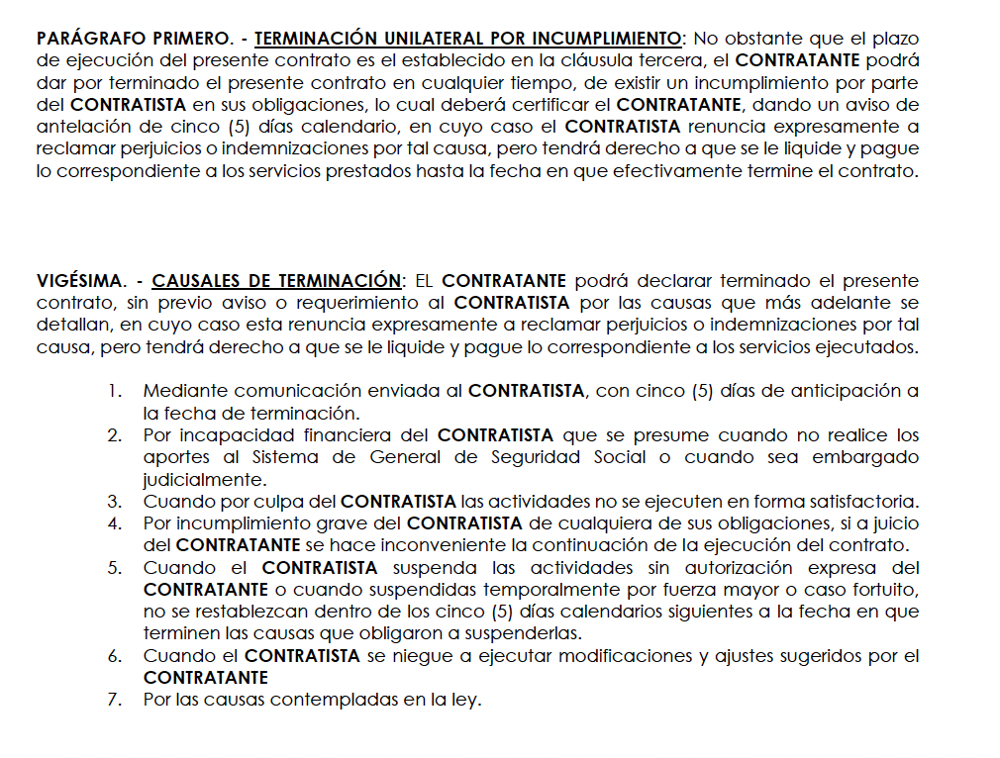 PARÁGRAFO PRIMERO. - TERMINACIÓN UNILATERAL POR INCUMPLIMIENTO: No obstante que el plazo
de ejecución del presente contrato es el establecido en la cláusula tercera, el CONTRATANTE podrá
dar por terminado el presente contrato en cualquier tiempo, de existir un incumplimiento por parte
del CONTRATISTA en sus obligaciones, lo cual deberá certificar el CONTRATANTE, dando un aviso de
antelación de cinco (5) días calendario, en cuyo caso el CONTRATISTA renuncia expresamente a
reclamar perjuicios o indemnizaciones por tal causa, pero tendrá derecho a que se le liquide y pague
lo correspondiente a los servicios prestados hasta la fecha en que efectivamente termine el contrato.
VIGÉSIMA. - CAUSALES DE TERMINACIÓN: EL CONTRATANTE podrá declarar terminado el presente
contrato, sin previo aviso o requerimiento al CONTRATISTA por las causas que más adelante se
detallan, en cuyo caso esta renuncia expresamente a reclamar perjuicios o indemnizaciones por tal
causa, pero tendrá derecho a que se le liquide y pague lo correspondiente a los servicios ejecutados.
1. Mediante comunicación enviada al CONTRATISTA, con cinco (5) días de anticipación a
la fecha de terminación.
2. Por incapacidad financiera del CONTRATISTA que se presume cuando no realice los
aportes al Sistema de General de Seguridad Social o cuando sea embargado
judicialmente.
3. Cuando por culpa del CONTRATISTA las actividades no se ejecuten en forma satisfactoria.
4. Por incumplimiento grave del CONTRATISTA de cualquiera de sus obligaciones, si a juicio
del CONTRATANTE se hace inconveniente la continuación de la ejecución del contrato.
5. Cuando el CONTRATISTA suspenda las actividades sin autorización expresa del
CONTRATANTE o cuando suspendidas temporalmente por fuerza mayor o caso fortuito,
no se restablezcan dentro de los cinco (5) días calendarios siguientes a la fecha en que
terminen las causas que obligaron a suspenderlas.
6. Cuando el CONTRATISTA se niegue a ejecutar modificaciones y ajustes sugeridos por el
CONTRATANTE
7. Por las causas contempladas en la ley.